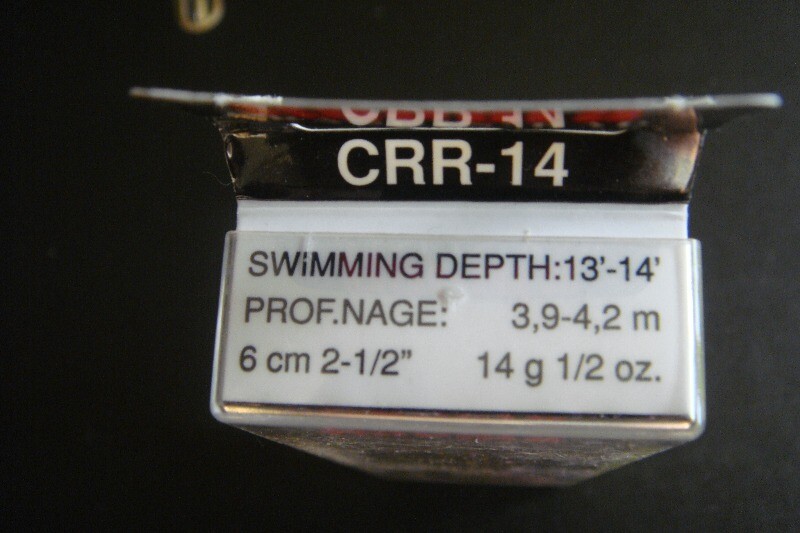 CRR-14
SWiMMING DEPTH:13'-14'
PROF.NAGE: 3,9-4,2 m
6 cm 2-1/2” 14 g 1/2 oz.